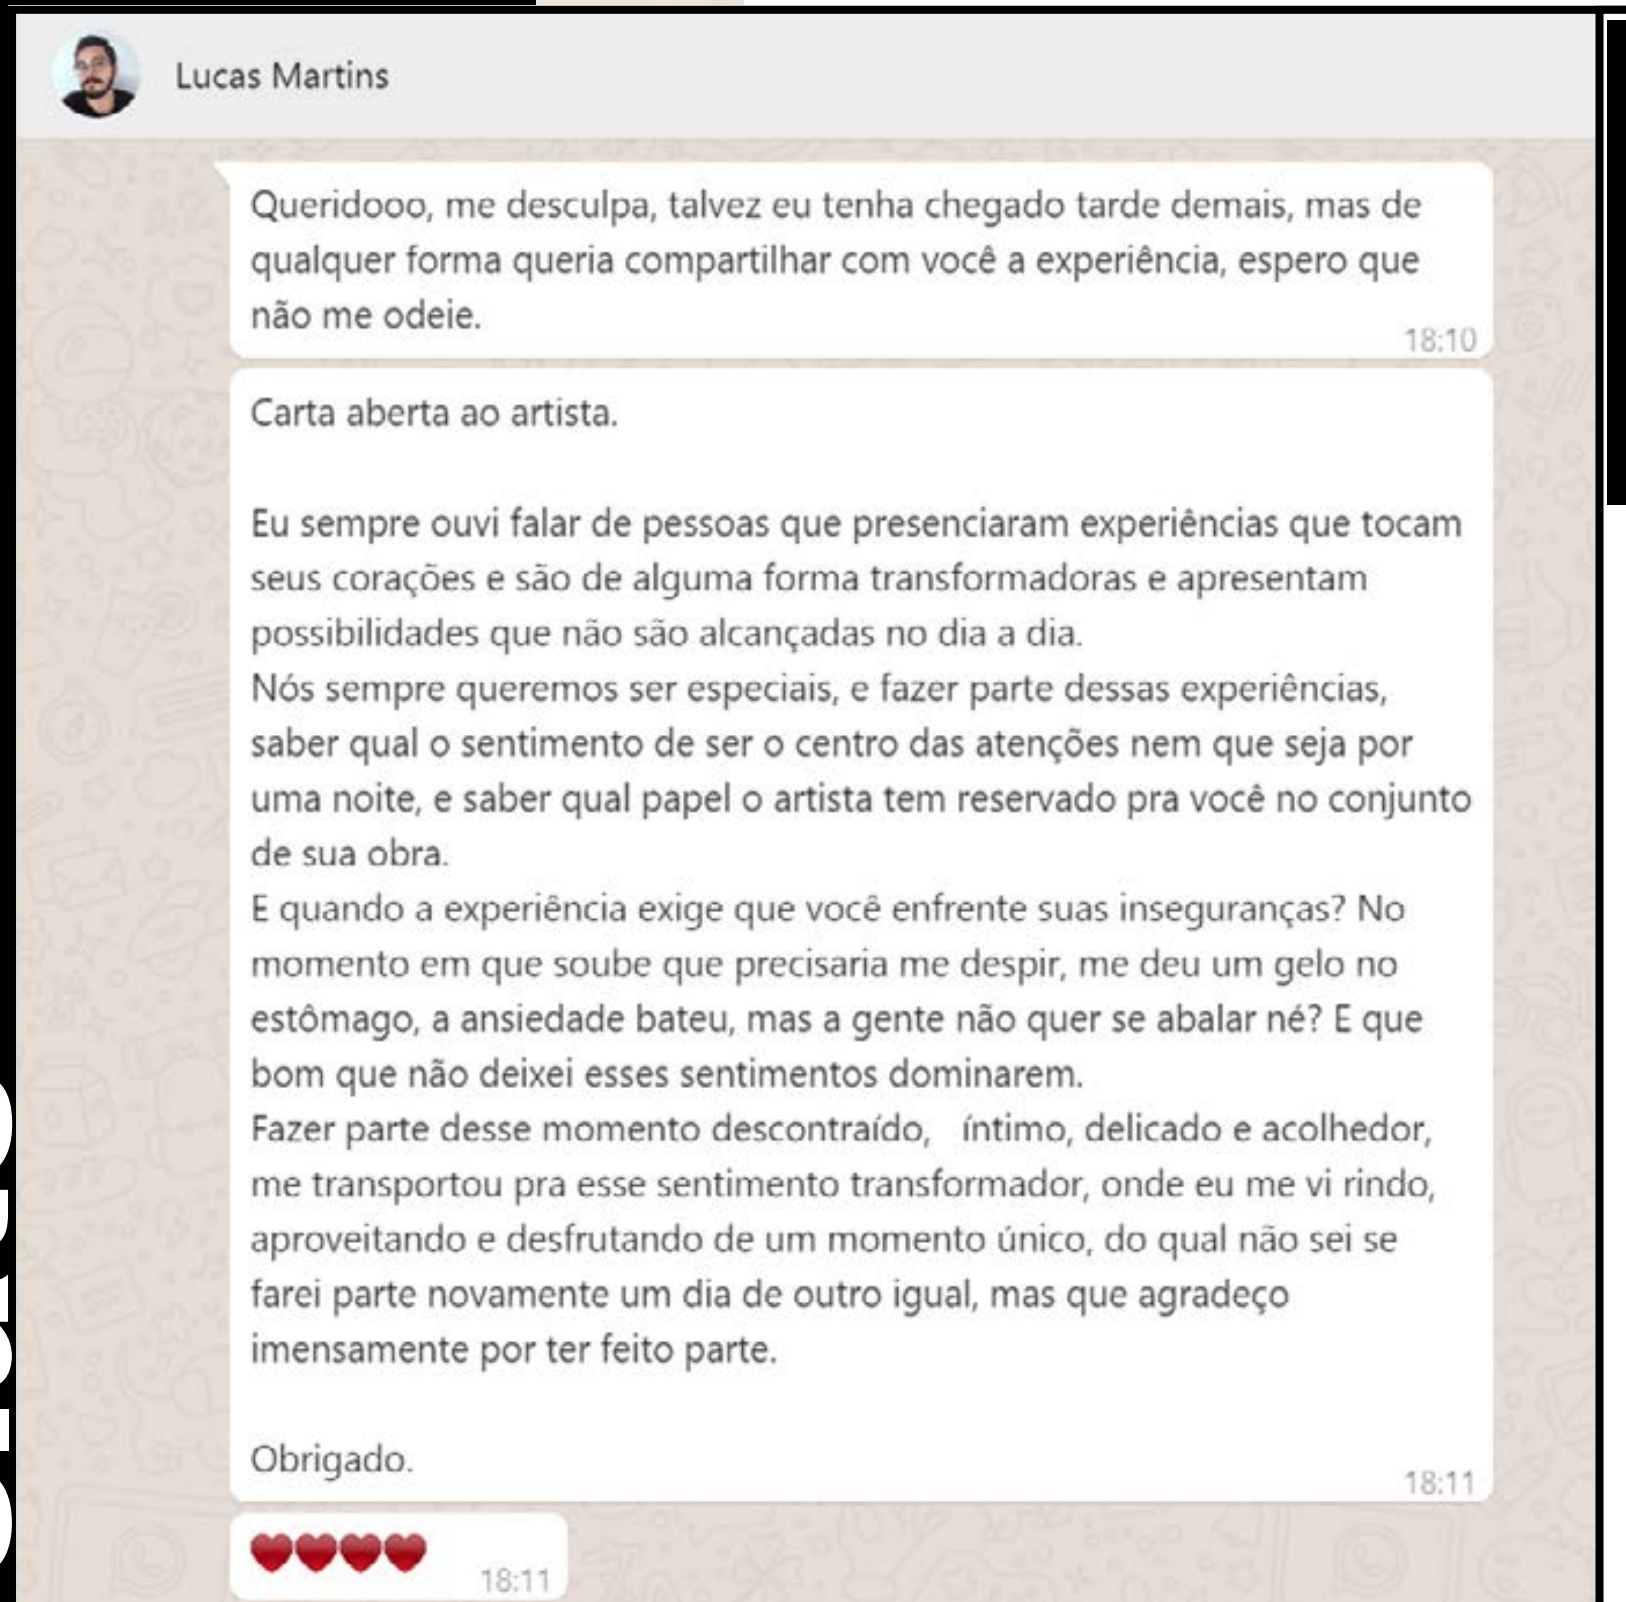 Lucas Martins
Queridooo, me desculpa, talvez eu tenha chegado tarde demais, mas de
qualquer forma queria compartilhar com você a experiência, espero que
não me odeie.
18:10
Carta aberta ao artista.
Eu sempre ouvi falar de pessoas que presenciaram experiências que tocam
seus corações e são de alguma forma transformadoras e apresentam
possibilidades que não são alcançadas no dia a dia.
Nós sempre queremos ser especiais, e fazer parte dessas experiências,
saber qual o sentimento de ser o centro das atenções nem que seja por
uma noite, e saber qual papel o artista tem reservado pra você no conjunto
de sua obra.
E quando a experiência exige que você enfrente suas inseguranças? No
momento em que soube que precisaria me despir, me deu um gelo no
estômago, a ansiedade bateu, mas a gente não quer se abalar né? E que
bom que não deixei esses sentimentos dominarem.
Fazer parte desse momento descontraído,   íntimo, delicado e acolhedor,
me transportou pra esse sentimento transformador, onde eu me vi rindo,
aproveitando e desfrutando de um momento único, do qual não sei se
farei parte novamente um dia de outro igual, mas que agradeço
imensamente por ter feito parte.
Obrigado.
18:11
18:11